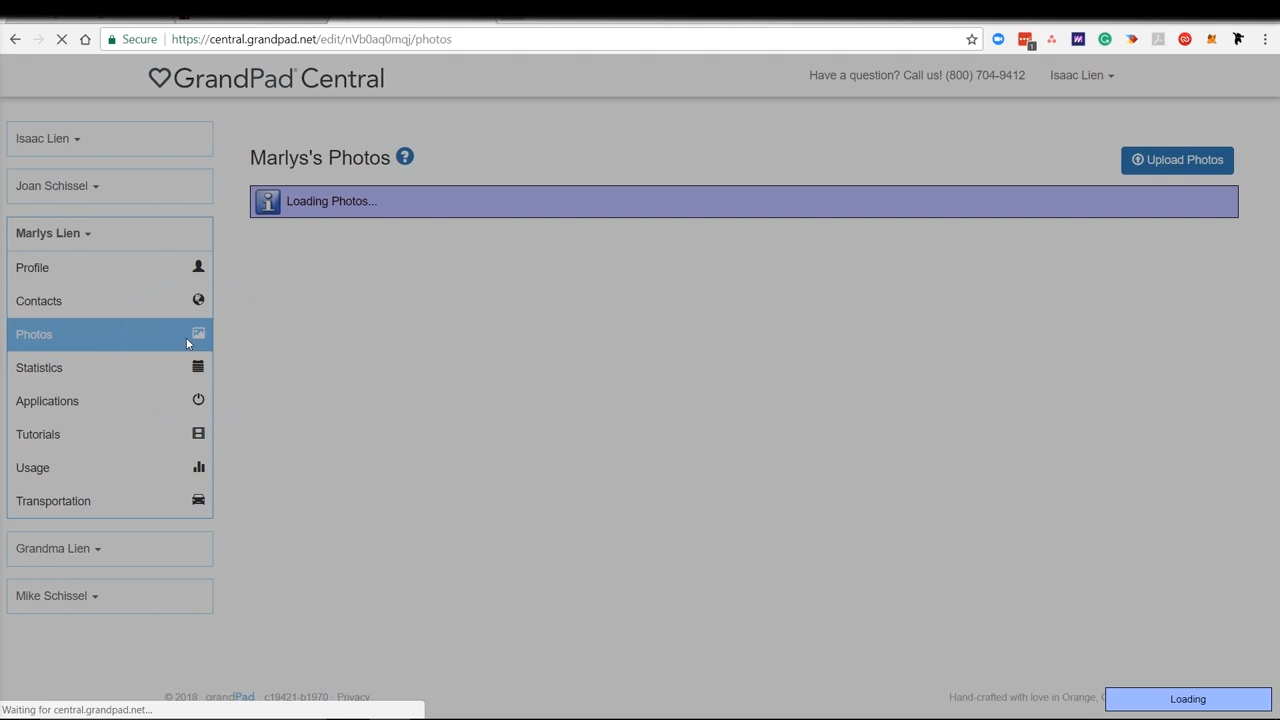 Secure
https://central.grandpad.net/edit/nVb0aq0mqj/photos
1
GrandPad Central
Have a question? Call us! (800) 704-9412
Isaac Lien
Isaac Lien
Joan Schissel
Marlys Lien
Profile
Contacts
Photos
Statistics
Applications
Tutorials
Usage
Transportation
Grandma Lien
Mike Schissel
Marlys's Photos
Upload Photos
Loading Photos...
© 2018 · grandPad · c19421-b1970 · Privacy
Hand-crafted with love in Orange,
Loading
Waiting for central.grandpad.net...